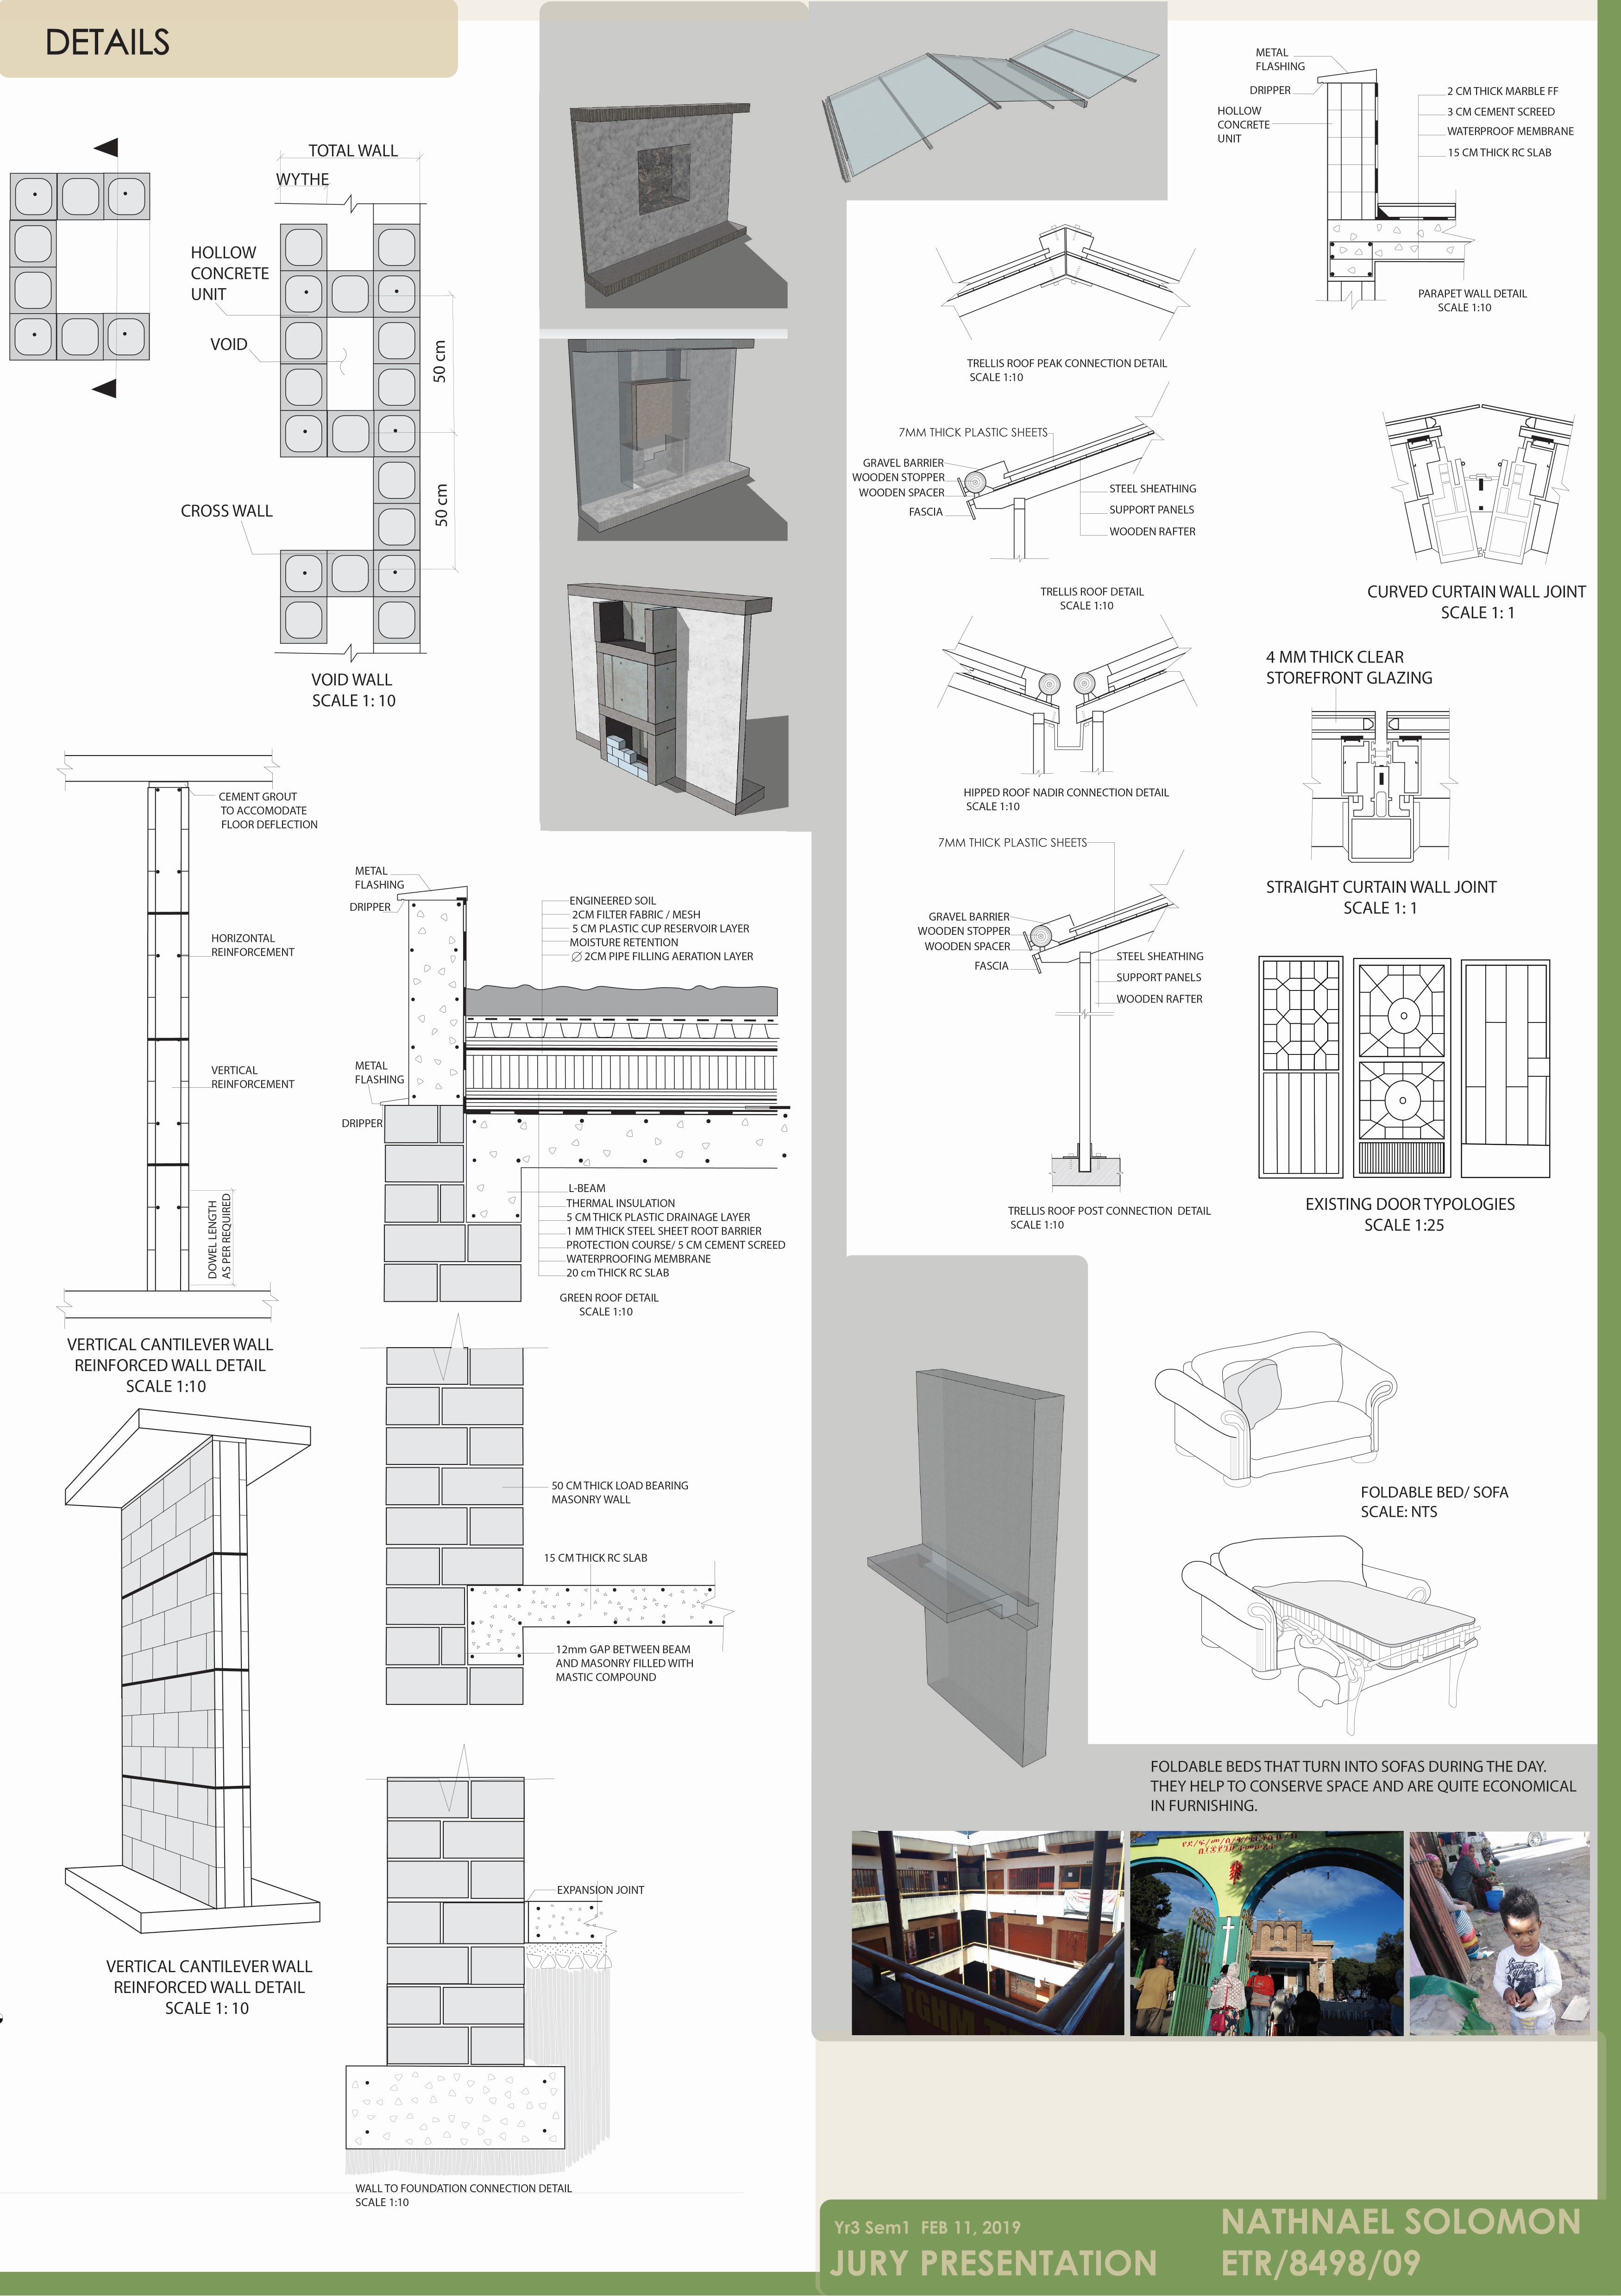 DETAILS
TOTAL WALL
WYTHE
HOLLOW
CONCRETE
UNIT
VOID
50 cm
CROSS WALL
50 cm
VOID WALL
SCALE 1: 10
CEMENT GROUT
TO ACCOMODATE
FLOOR DEFLECTION
HORIZONTAL
REINFORCEMENT
VERTICAL
REINFORCEMENT
DOWEL LENGTH
AS PER REQUIRED
VERTICAL CANTILEVER WALL
REINFORCED WALL DETAIL
SCALE 1:10
VERTICAL CANTILEVER WALL
REINFORCED WALL DETAIL
SCALE 1: 10
METAL
FLASHING
DRIPPER
ENGINEERED SOIL
2CM FILTER FABRIC / MESH
5 CM PLASTIC CUP RESERVOIR LAYER
MOISTURE RETENTION
∅ 2CM PIPE FILLING AERATION LAYER
METAL
FLASHING
DRIPPER
L-BEAM
THERMAL INSULATION
5 CM THICK PLASTIC DRAINAGE LAYER
1 MM THICK STEEL SHEET ROOT BARRIER
PROTECTION COURSE/ 5 CM CEMENT SCREED
WATERPROOFING MEMBRANE
20 cm THICK RC SLAB
GREEN ROOF DETAIL
SCALE 1:10
50 CM THICK LOAD BEARING
MASONRY WALL
15 CM THICK RC SLAB
12mm GAP BETWEEN BEAM
AND MASONRY FILLED WITH
MASTIC COMPOUND
EXPANSION JOINT
WALL TO FOUNDATION CONNECTION DETAIL
SCALE 1:10
TRELLIS ROOF PEAK CONNECTION DETAIL
SCALE 1:10
7MM THICK PLASTIC SHEETS
GRAVEL BARRIER
WOODEN STOPPER
WOODEN SPACER
FASCIA
STEEL SHEATHING
SUPPORT PANELS
WOODEN RAFTER
TRELLIS ROOF DETAIL
SCALE 1:10
HIPPED ROOF NADIR CONNECTION DETAIL
SCALE 1:10
7MM THICK PLASTIC SHEETS
GRAVEL BARRIER
WOODEN STOPPER
WOODEN SPACER
FASCIA
STEEL SHEATHING
SUPPORT PANELS
WOODEN RAFTER
TRELLIS ROOF POST CONNECTION DETAIL
SCALE 1:10
METAL
FLASHING
DRIPPER
HOLLOW
CONCRETE
UNIT
2 CM THICK MARBLE FF
3 CM CEMENT SCREED
WATERPROOF MEMBRANE
15 CM THICK RC SLAB
PARAPET WALL DETAIL
SCALE 1:10
CURVED CURTAIN WALL JOINT
SCALE 1: 1
4 MM THICK CLEAR
STOREFRONT GLAZING
STRAIGHT CURTAIN WALL JOINT
SCALE 1: 1
EXISTING DOOR TYPOLOGIES
SCALE 1:25
FOLDABLE BED/ SOFA
SCALE: NTS
FOLDABLE BEDS THAT TURN INTO SOFAS DURING THE DAY.
THEY HELP TO CONSERVE SPACE AND ARE QUITE ECONOMICAL
IN FURNISHING.
Yr3 Sem1 FEB 11, 2019
JURY PRESENTATION
NATHNAEL SOLOMON
ETR/8498/09